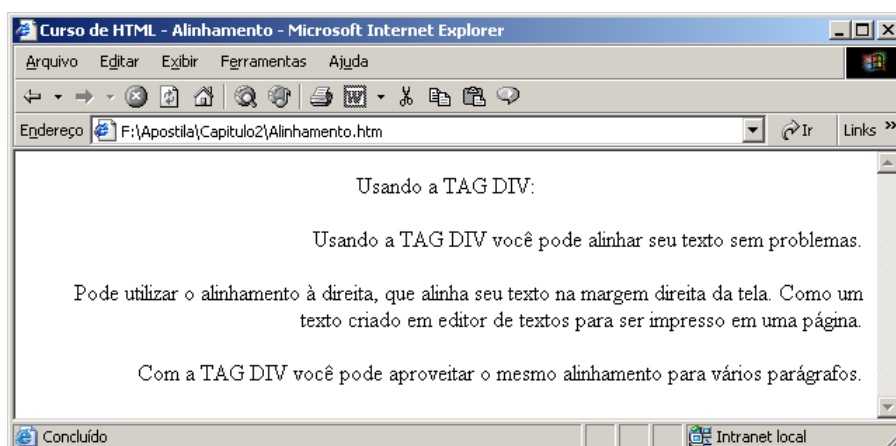 Curso de HTML - Alinhamento - Microsoft Internet Explorer
Arquivo Editar Exibir Ferramentas Ajuda
Endereço F:\Apostila\Capitulo2\Alinhamento.htm Ir Links »
Usando a TAG DIV:
Usando a TAG DIV você pode alinhar seu texto sem problemas.
Pode utilizar o alinhamento à direita, que alinha seu texto na margem direita da tela. Como um
texto criado em editor de textos para ser impresso em uma página.
Com a TAG DIV você pode aproveitar o mesmo alinhamento para vários parágrafos.
Concluído Intranet local